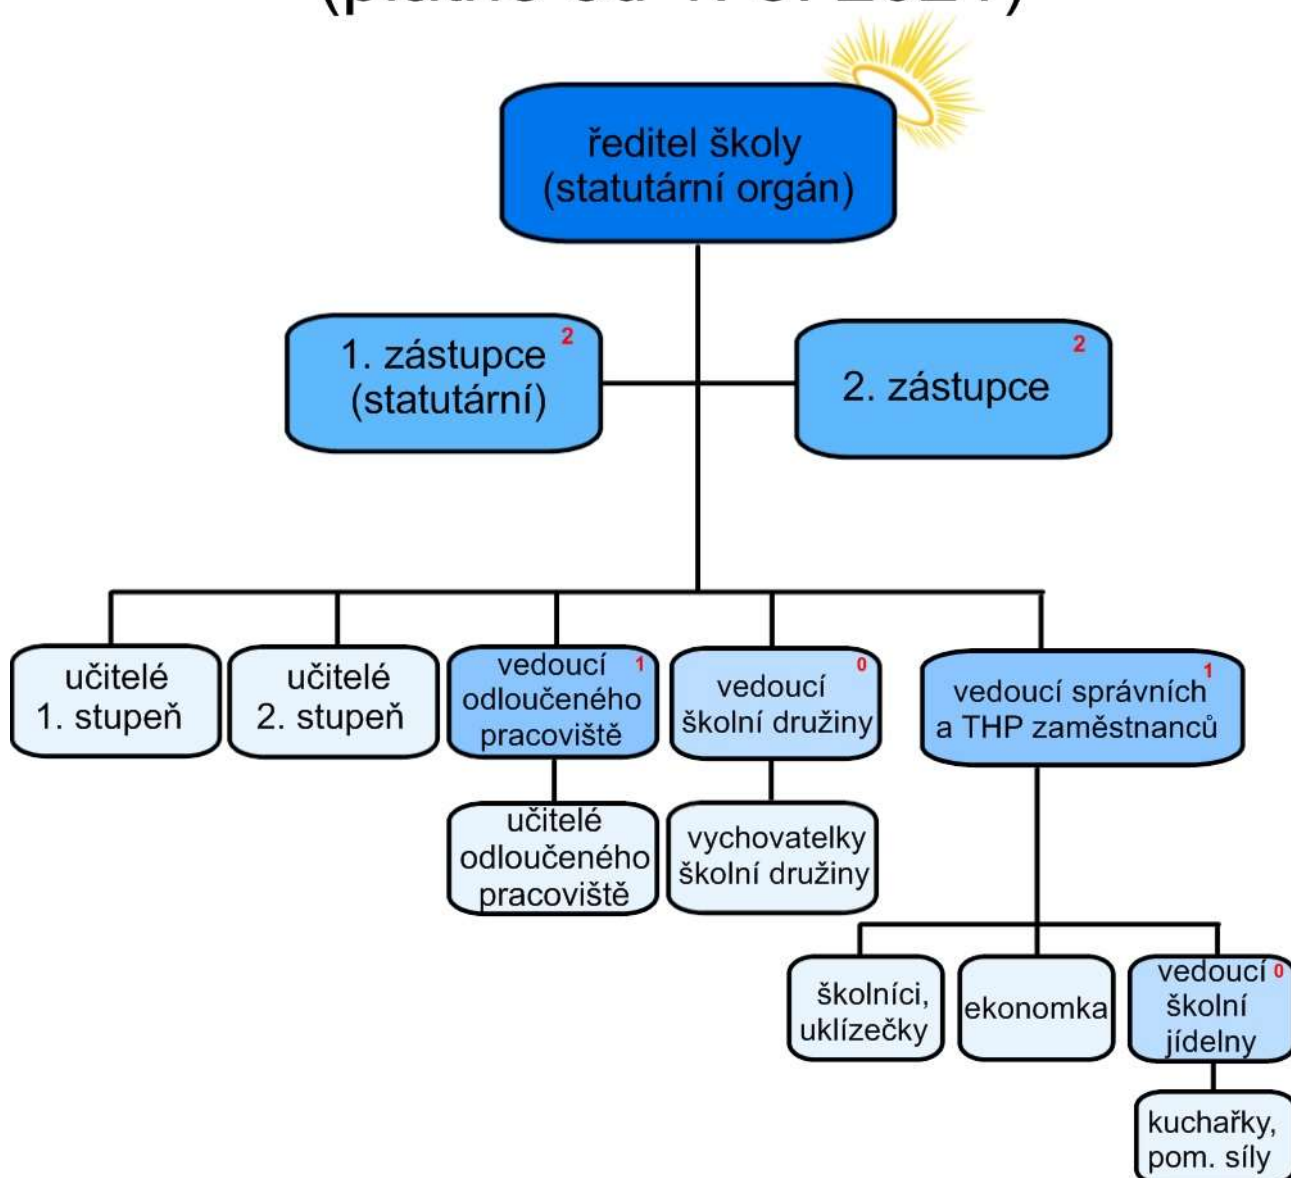 ředitel školy
(statutární orgán)
1. zástupce 2
(statutární)
2
2. zástupce
učitelé
1. stupeň
učitelé
2. stupeň
vedoucí 1
odloučeného
pracoviště
0
vedoucí
školní družiny
1
vedoucí správních
a THP zaměstnanců
učitelé
odloučeného
pracoviště
vychovatelky
školní družiny
školníci,
uklízečky
ekonomka
vedoucí 0
školní
jídelny
kuchařky,
pom. síly